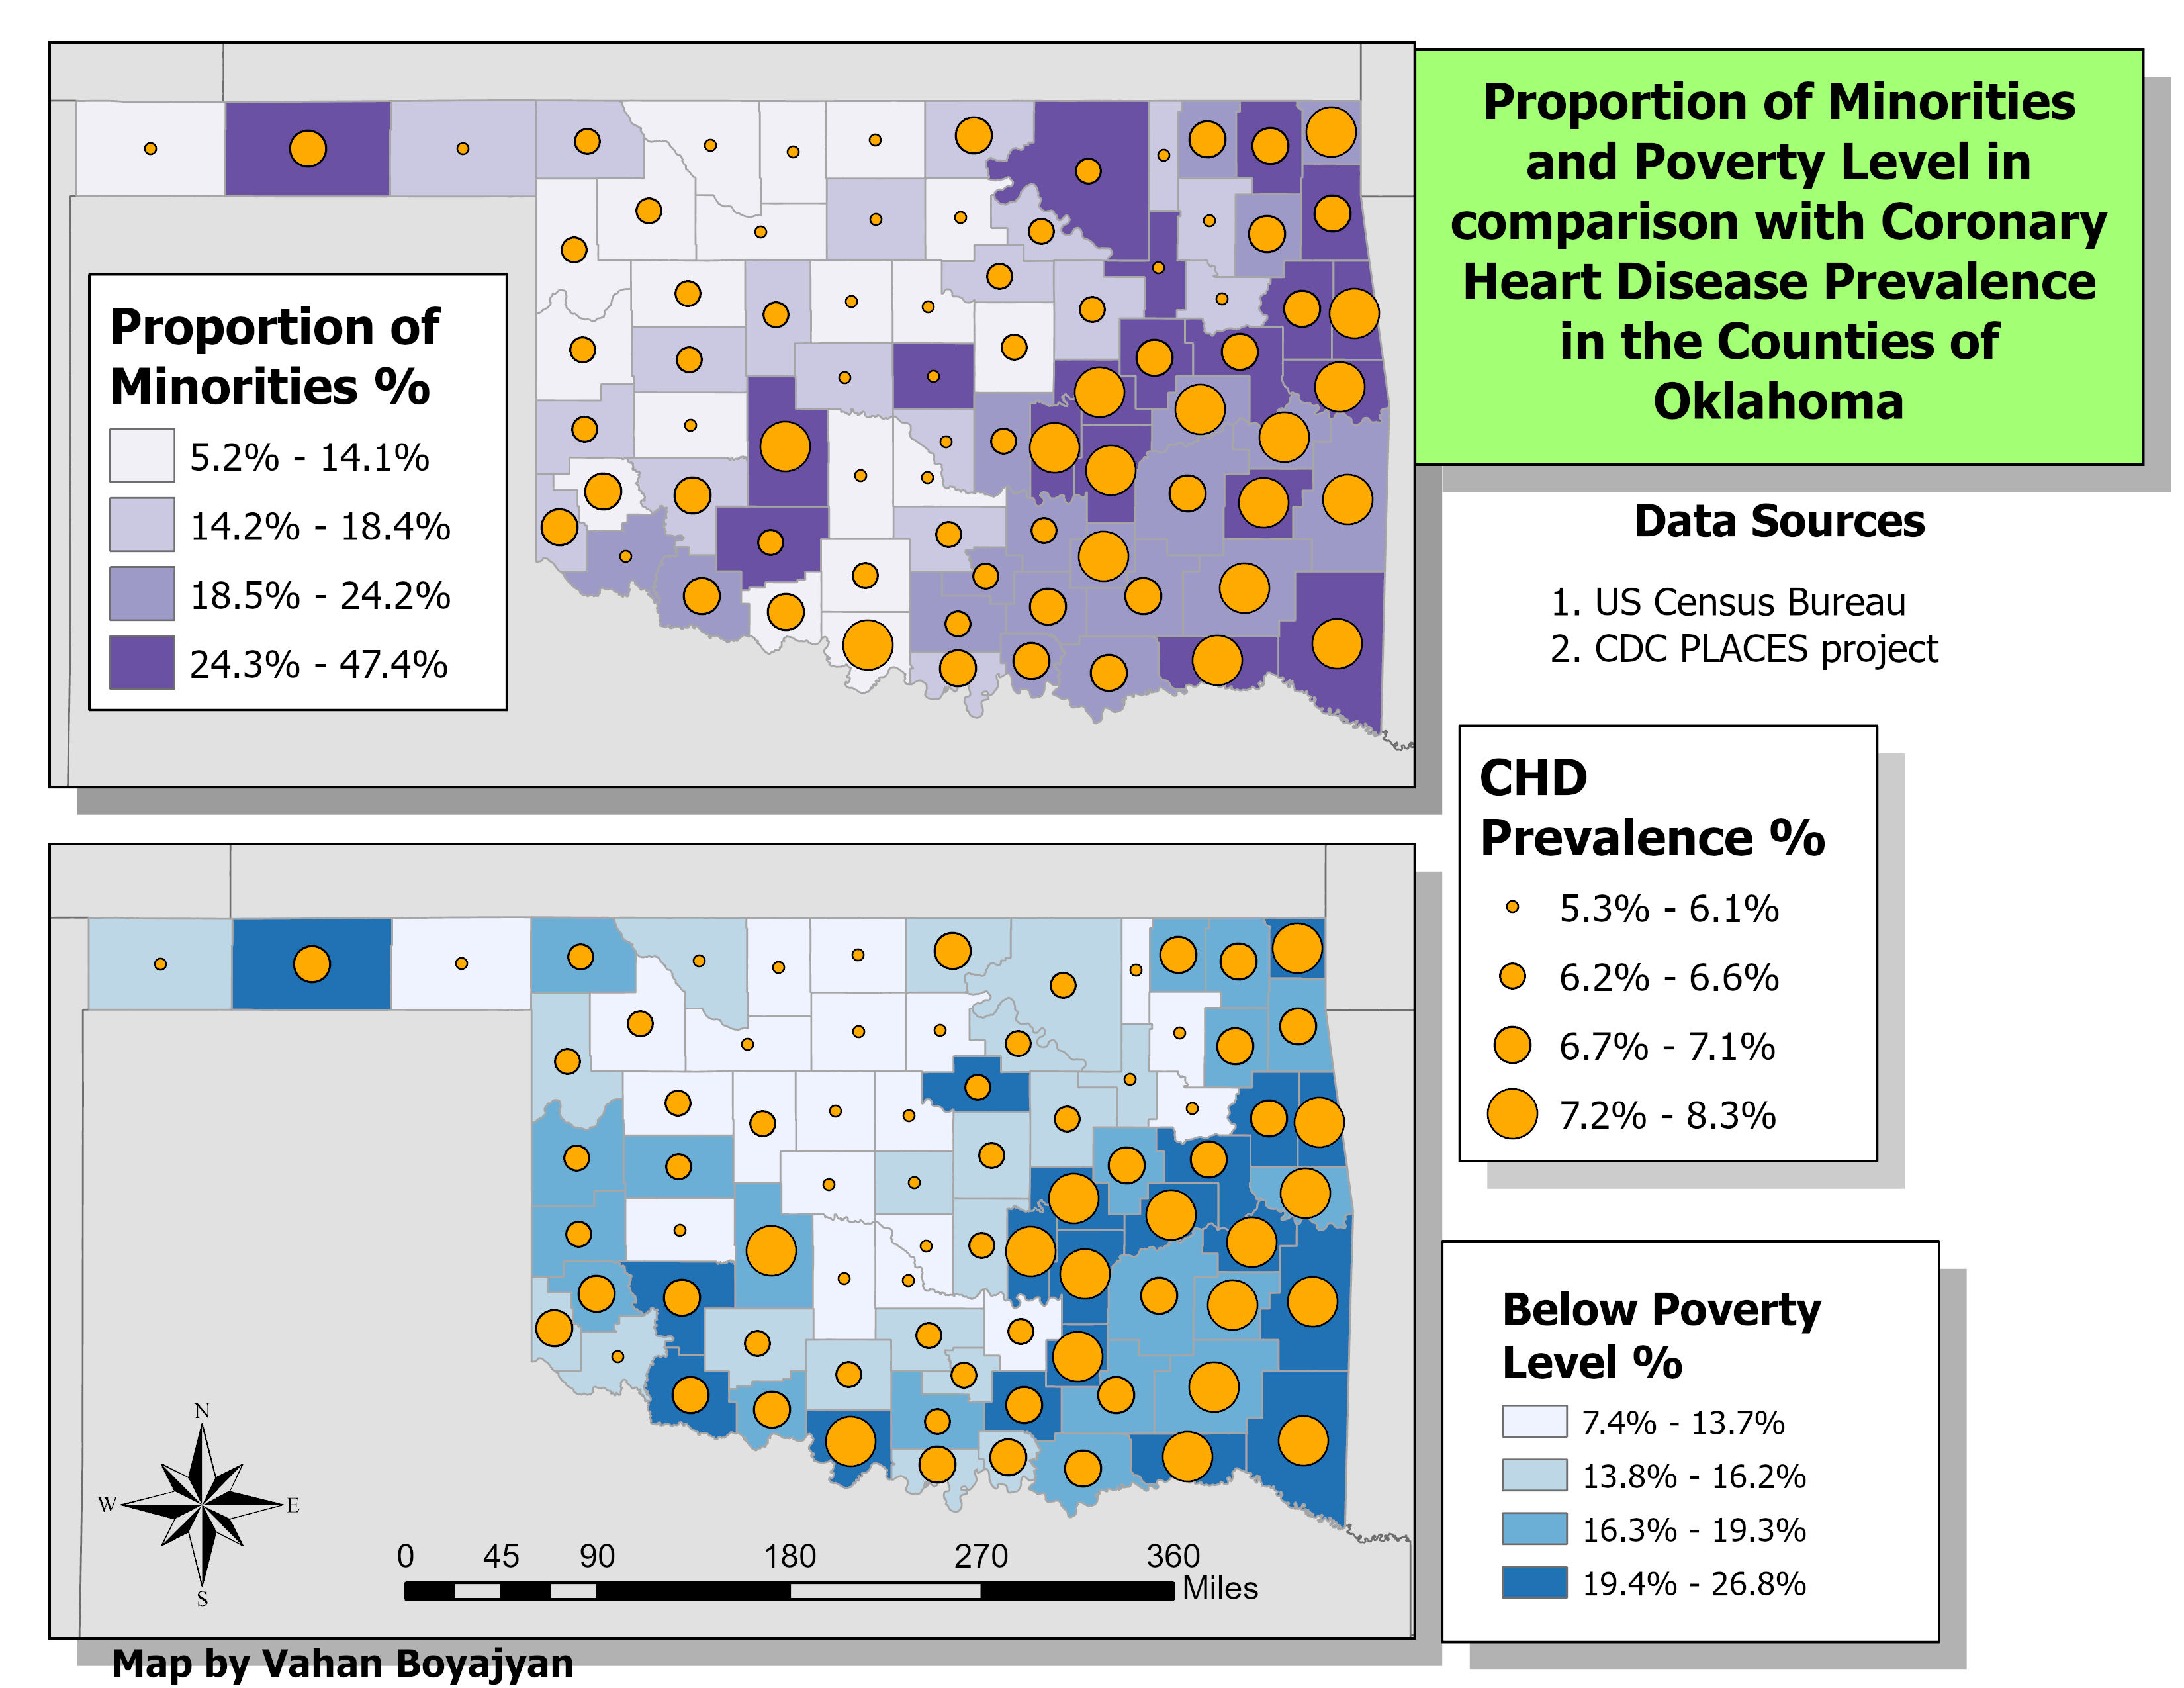 Proportion of Minorities
and Poverty Level in
comparison with Coronary
Heart Disease Prevalence
in the Counties of
Oklahoma
Proportion of
Minorities %
5.2% - 14.1%
14.2% - 18.4%
18.5% - 24.2%
24.3% - 47.4%
Data Sources
1. US Census Bureau
2. CDC PLACES project
CHD
Prevalence %
5.3% - 6.1%
6.2% - 6.6%
6.7% - 7.1%
7.2% - 8.3%
Below Poverty
Level %
7.4% - 13.7%
13.8% - 16.2%
16.3% - 19.3%
19.4% - 26.8%
N
W E
S
0 45 90 180 270 360
Miles
Map by Vahan Boyajyan